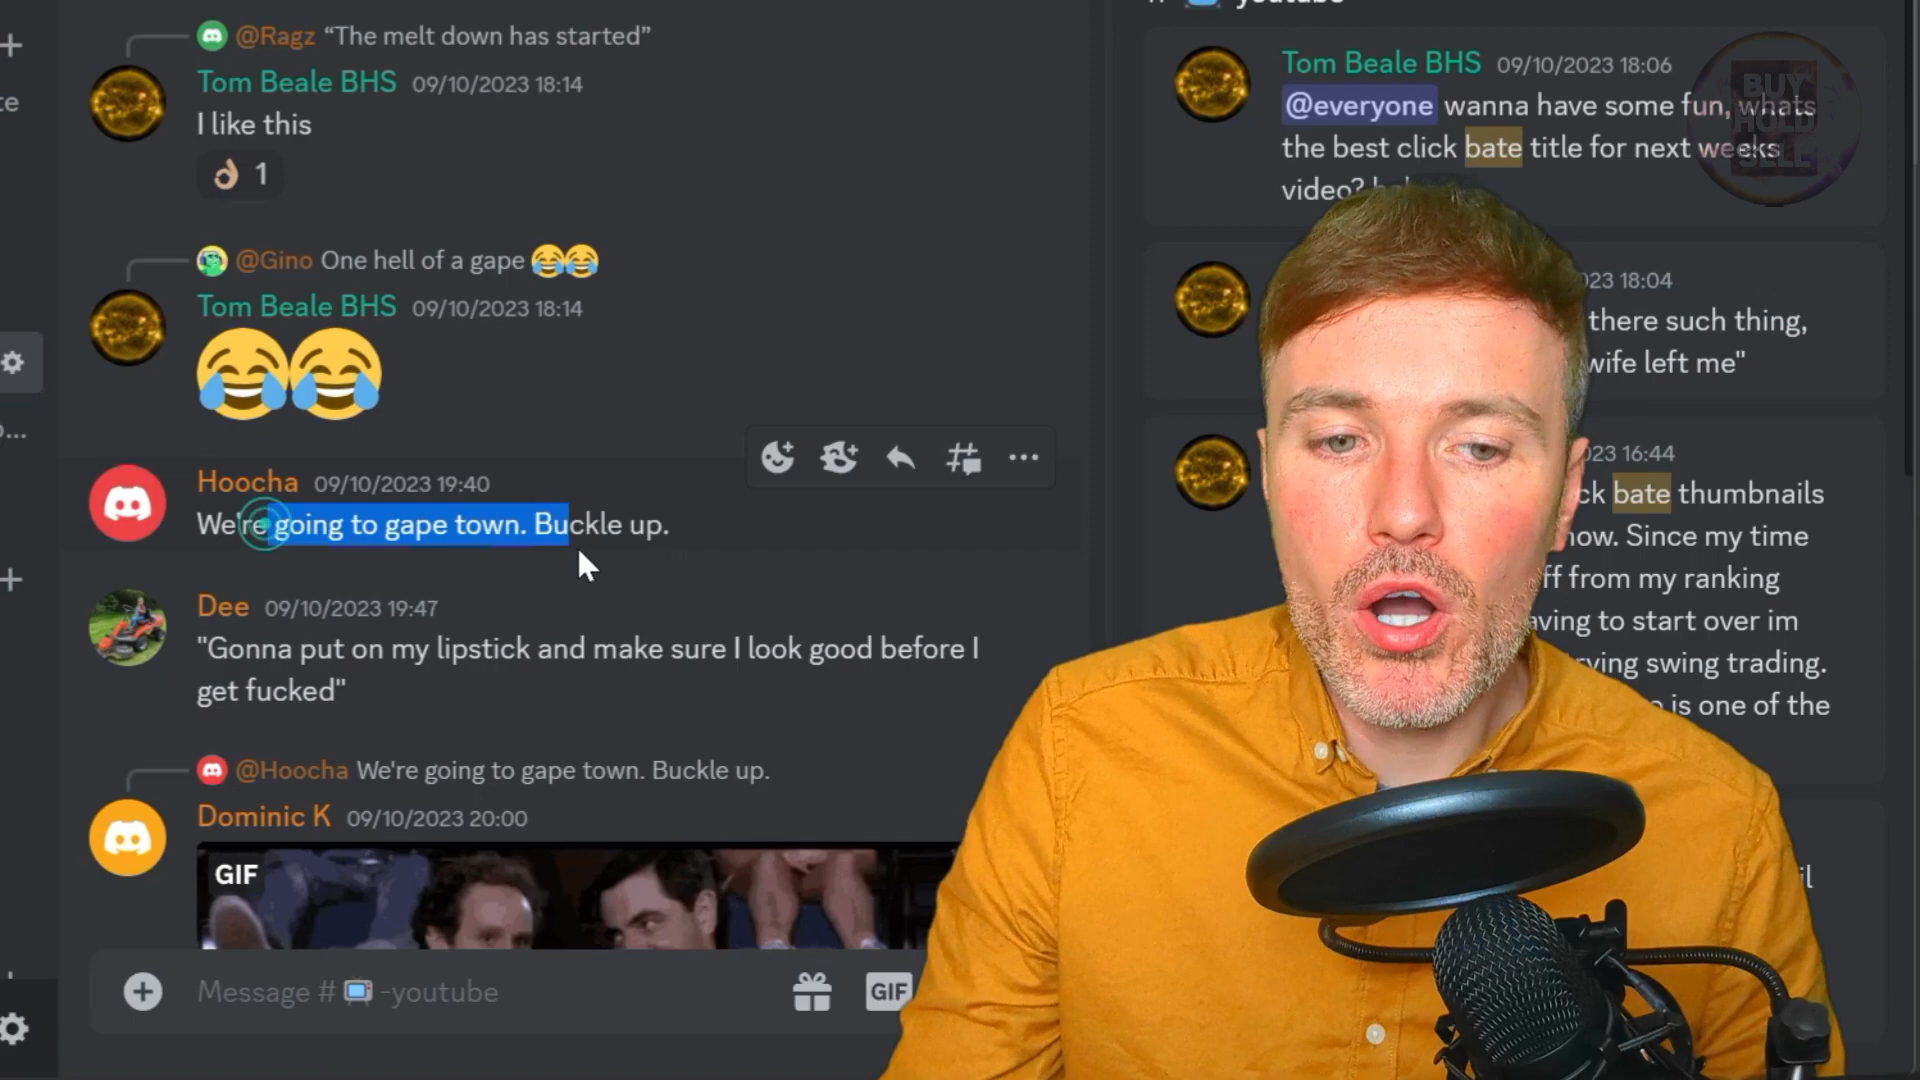 @Ragz “The melt down has started”
Tom Beale BHS 09/10/2023 18:14
I like this
1
@Gino One hell of a gape
Tom Beale BHS 09/10/2023 18:14
Hoocha 09/10/2023 19:40
We're going to gape town. Buckle up.
Dee 09/10/2023 19:47
"Gonna put on my lipstick and make sure I look good before I
get fucked"
@Hoocha We're going to gape town. Buckle up.
Dominic K 09/10/2023 20:00
GIF
Message # -youtube
GIF
youtube
Tom Beale BHS 09/10/2023 18:06
@everyone wanna have some fun, whats
the best click bate title for next weeks
video?
18:04
there such thing,
wife left me"
16:44
bate thumbnails
now. Since my time
from my ranking
to start over im
swing trading.
is one of the
BUY
HOLD
SELL